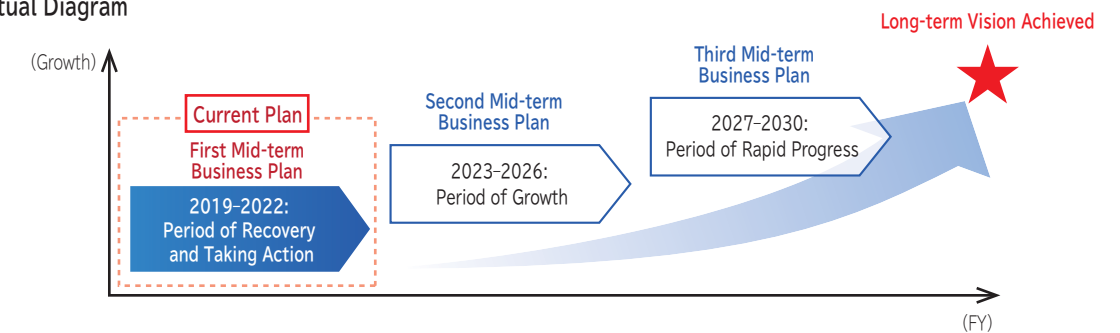 Diagram
(Growth)
Current Plan
First Mid-term
Business Plan
2019–2022:
Period of Recovery
and Taking Action
Second Mid-term
Business Plan
2023–2026:
Period of Growth
Third Mid-term
Business Plan
2027–2030:
Period of Rapid Progress
Long-term Vision Achieved
(FY)